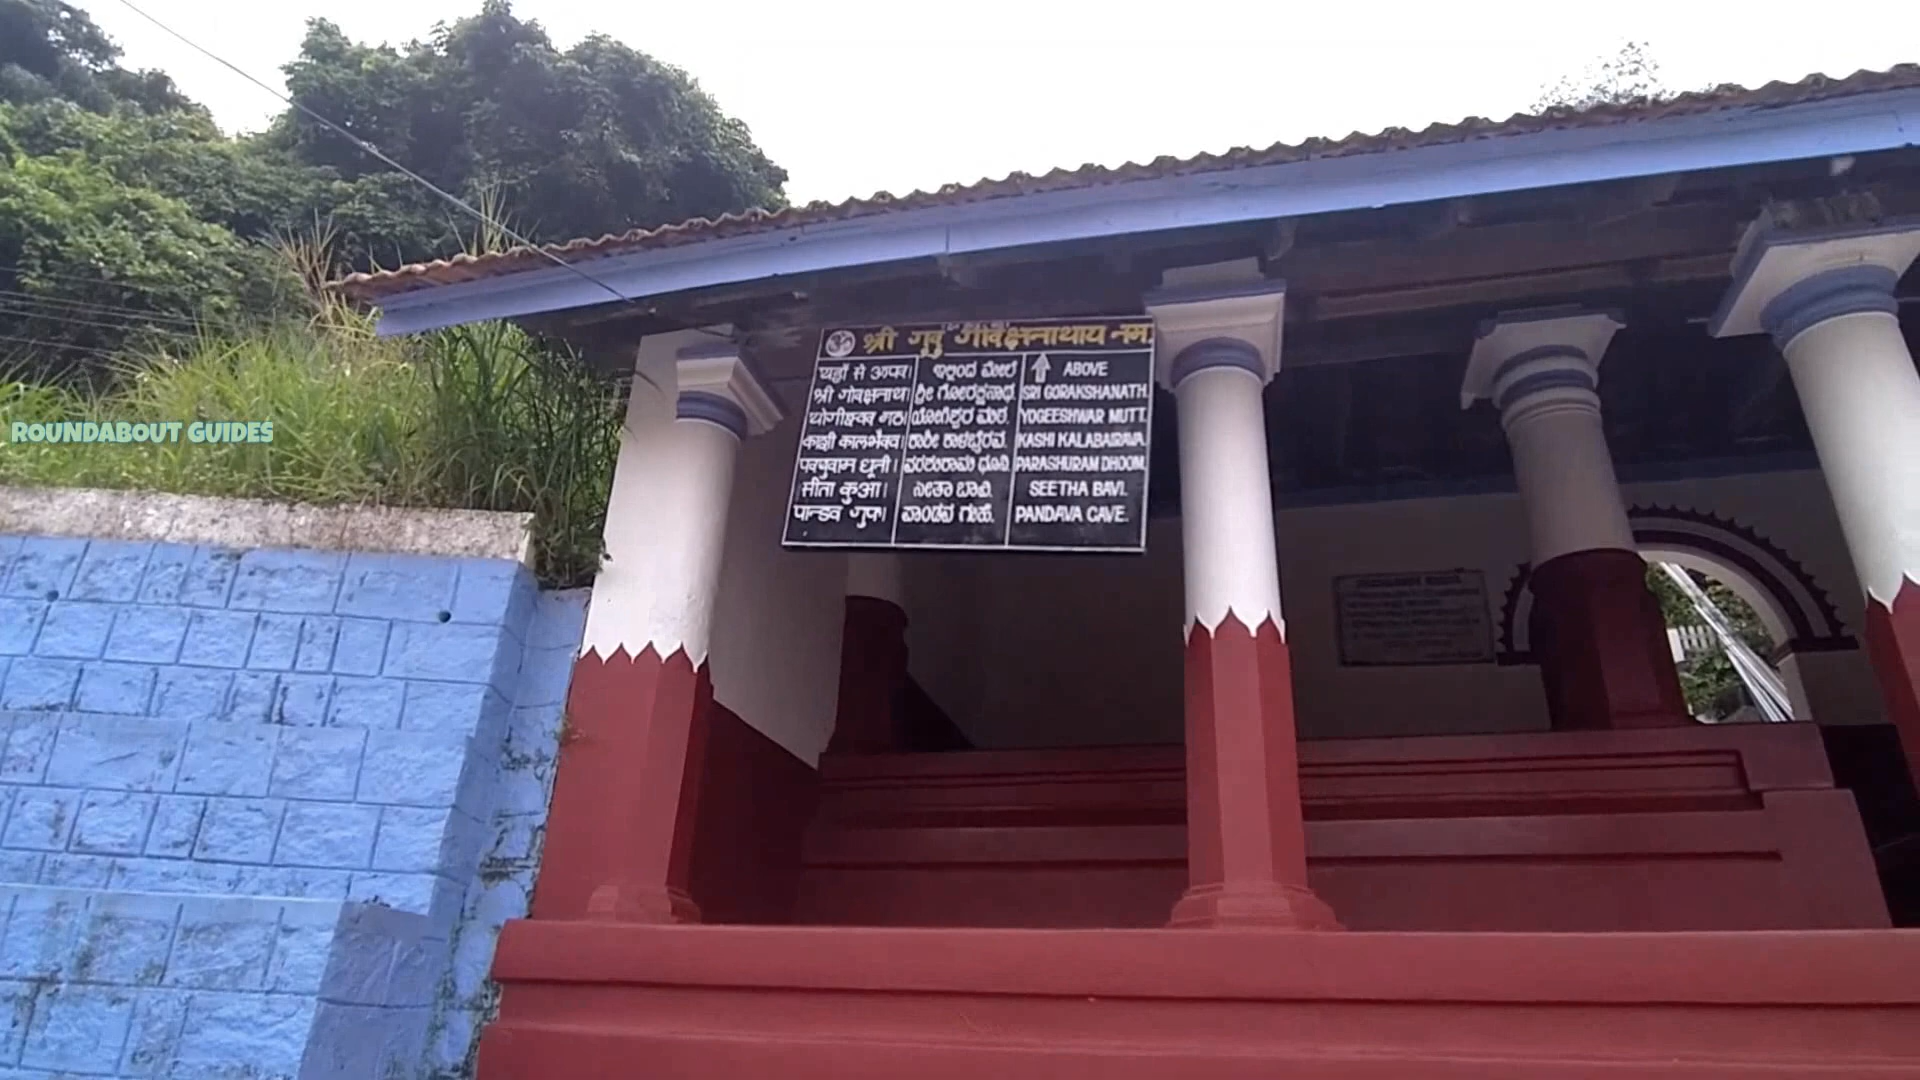 ROUNDABOUT GUIDES
श्री गुरु गोरक्षनाथाय नमः
यहाँ से ऊपर।
श्री गोरक्षनाथ।
योगीश्वर मठ।
काशी कालभैरव।
परशुराम धूनी।
सीता कुआ।
पान्डव गुफा।
ಇಲ್ಲಿಂದ ಮೇಲೆ
ಶ್ರೀ ಗೋರಕ್ಷನಾಥ.
ಯೋಗೀಶ್ವರ ಮಠ.
ಕಾಶೀ ಕಾಳಭೈರವ.
ಪರಶುರಾಮ ಧೂನಿ.
ಸೀತಾ ಬಾವಿ.
ಪಾಂಡವ ಗುಹೆ.
ABOVE
SRI GORAKSHANATH.
YOGEESHWAR MUTT.
KASHI KALABAIRAVA.
PARASHURAM DHOOM.
SEETHA BAVI.
PANDAVA CAVE.